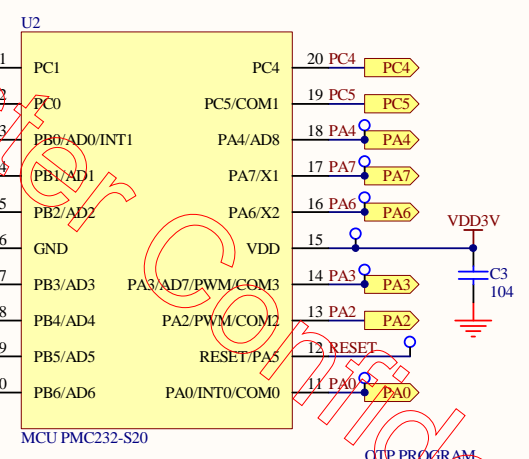 U2
1 PC1 PC4 20 PC4 PC4
2 PC0 PC5/COM1 19 PC5 PC5
3 PB0/AD0/INT1 PA4/AD8 18 PA4 PA4
4 PB1/AD1 PA7/X1 17 PA7 PA7
5 PB2/AD2 PA6/X2 16 PA6 PA6
VDD3V
6 GND VDD 15
C3
7 PB3/AD3 PA3/AD7/PWM/COM3 14 PA3 PA3
104
8 PB4/AD4 PA2/PWM/COM2 13 PA2 PA2
9 PB5/AD5 RESET/PA5 12 RESET
0 PB6/AD6 PA0/INT0/COM0 11 PA0 PA0
MCU PMC232-S20
OTP PROGRAM
ter Confid